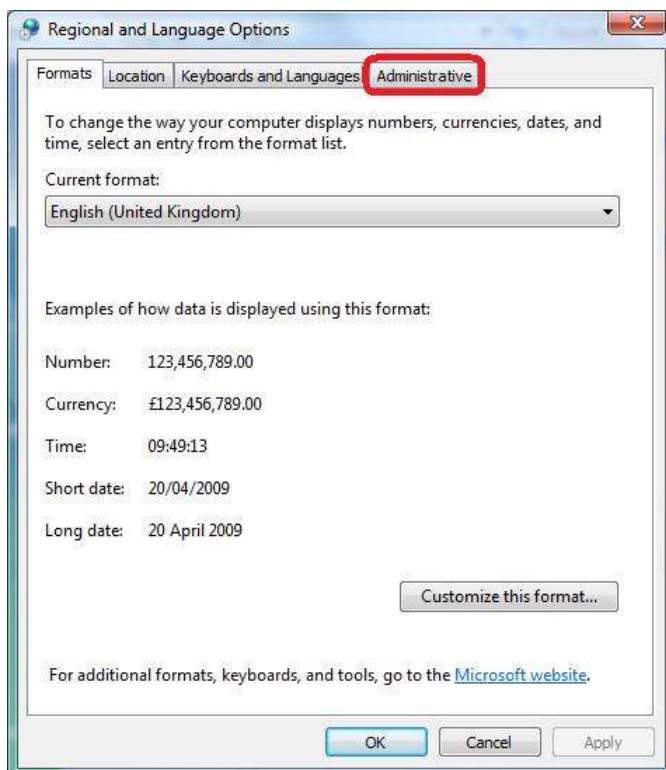 Regional and Language Options
Formats Location Keyboards and Languages Administrative
To change the way your computer displays numbers, currencies, dates, and
time, select an entry from the format list.
Current format:
English (United Kingdom)
Examples of how data is displayed using this format:
Number: 123,456,789.00
Currency: £123,456,789.00
Time: 09:49:13
Short date: 20/04/2009
Long date: 20 April 2009
Customize this format...
For additional formats, keyboards, and tools, go to the Microsoft website.
OK Cancel Apply